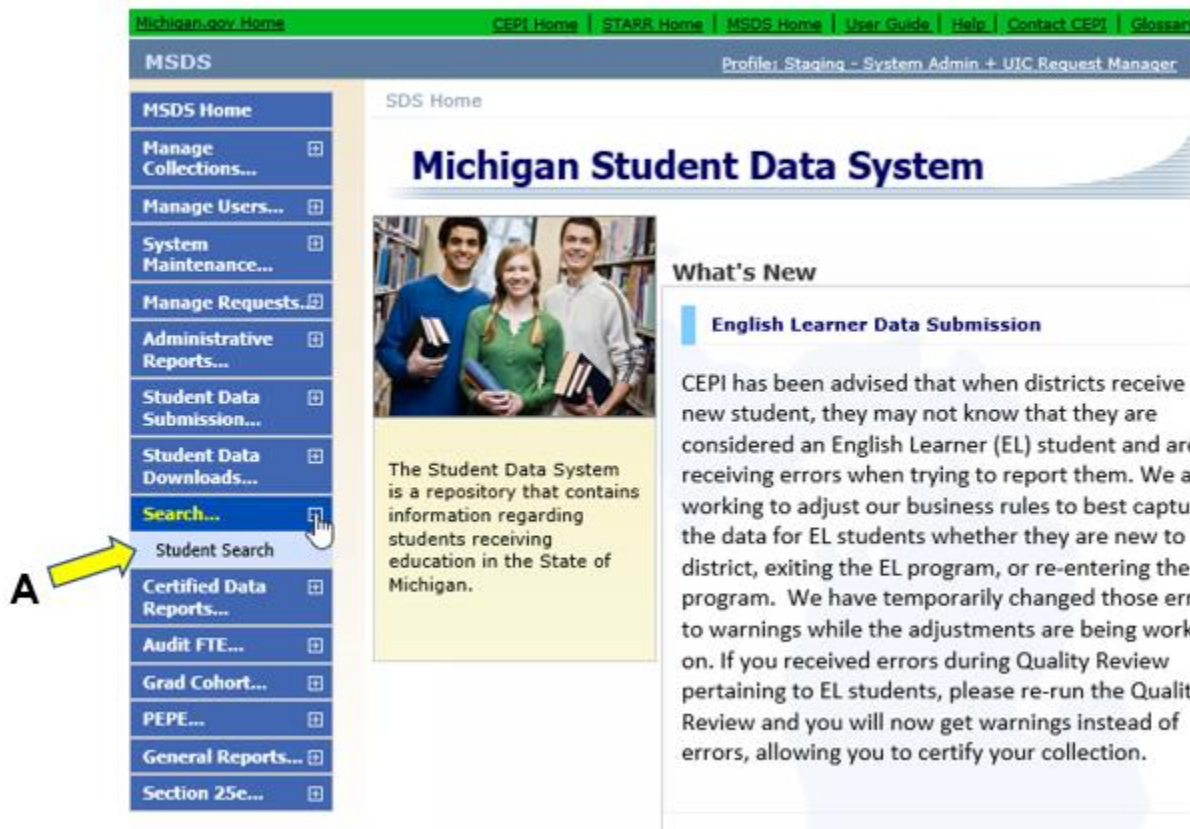 Michigan.gov Home CEPI Home | STARR Home | MSDS Home | User Guide | Help | Contact CEPI | Glossary
MSDS Profile: Staging - System Admin + UIC Request Manager
MSDS Home
Manage
Collections...
Manage Users...
System
Maintenance...
Manage Requests...
Administrative
Reports...
Student Data
Submission...
Student Data
Downloads...
Search...
Student Search
A
Certified Data
Reports...
Audit FTE...
Grad Cohort...
PEPE...
General Reports...
Section 25e...
SDS Home
Michigan Student Data System
The Student Data System
is a repository that contains
information regarding
students receiving
education in the State of
Michigan.
What's New
English Learner Data Submission
CEPI has been advised that when districts receive
new student, they may not know that they are
considered an English Learner (EL) student and are
receiving errors when trying to report them. We a
working to adjust our business rules to best captu
the data for EL students whether they are new to
district, exiting the EL program, or re-entering the
program. We have temporarily changed those err
to warnings while the adjustments are being work
on. If you received errors during Quality Review
pertaining to EL students, please re-run the Qualit
Review and you will now get warnings instead of
errors, allowing you to certify your collection.